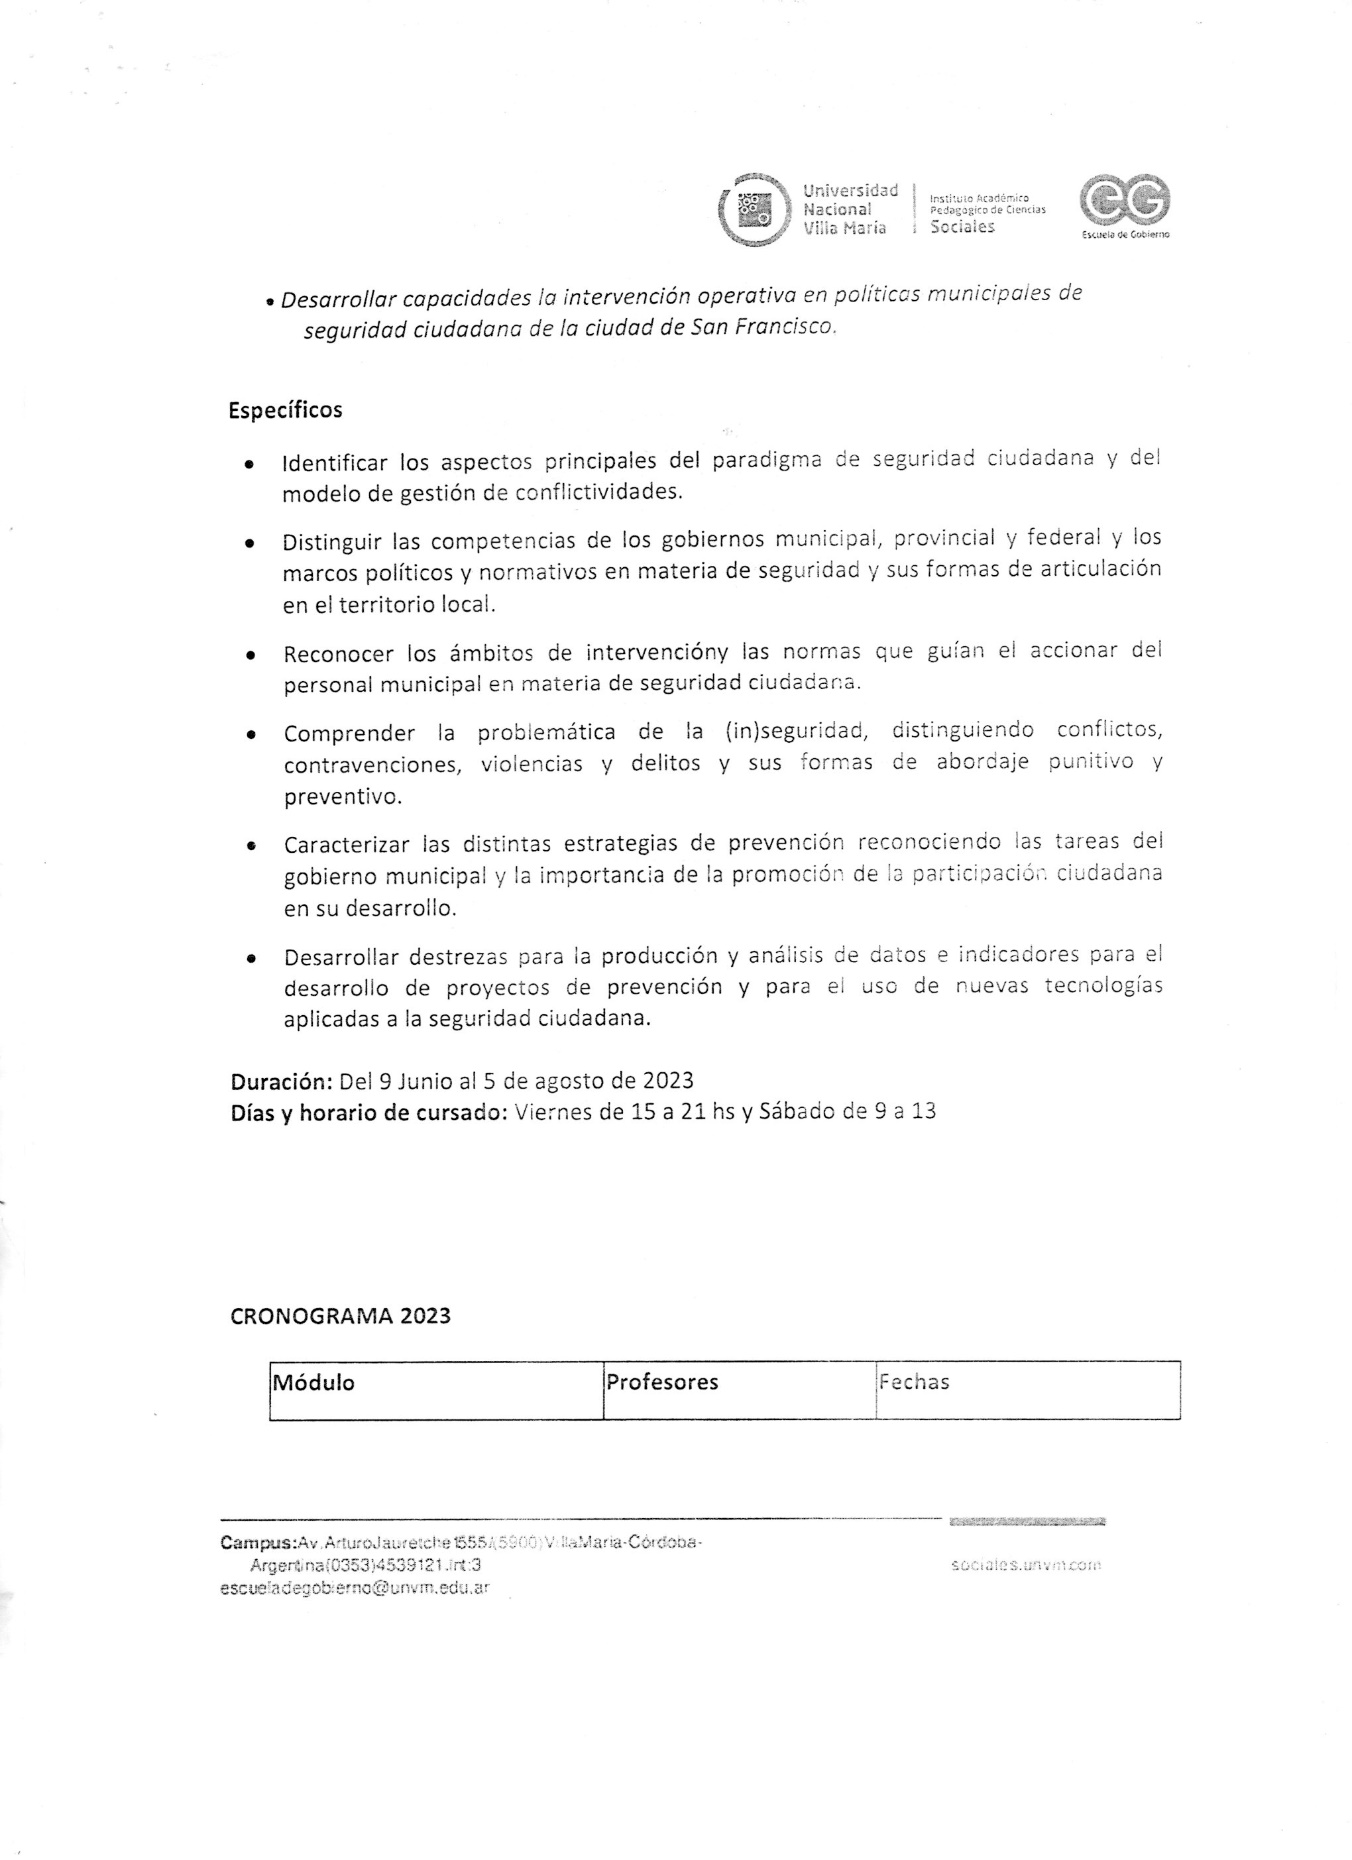 Universidad
Nacional
Villa María
Instituto Académico
Pedagógico de Ciencias
Sociales
eG
Escuela de Gobierno
• Desarrollar capacidades la intervención operativa en políticas municipales de
seguridad ciudadana de la ciudad de San Francisco.
Específicos
• Identificar los aspectos principales del paradigma de seguridad ciudadana y del
modelo de gestión de conflictividades.
• Distinguir las competencias de los gobiernos municipal, provincial y federal y los
marcos políticos y normativos en materia de seguridad y sus formas de articulación
en el territorio local.
• Reconocer los ámbitos de intervencióny las normas que guían el accionar del
personal municipal en materia de seguridad ciudadana.
• Comprender la problemática de la (in)seguridad, distinguiendo conflictos,
contravenciones, violencias y delitos y sus formas de abordaje punitivo y
preventivo.
• Caracterizar las distintas estrategias de prevención reconociendo las tareas del
gobierno municipal y la importancia de la promoción de la participación ciudadana
en su desarrollo.
• Desarrollar destrezas para la producción y análisis de datos e indicadores para el
desarrollo de proyectos de prevención y para el uso de nuevas tecnologías
aplicadas a la seguridad ciudadana.
Duración: Del 9 Junio al 5 de agosto de 2023
Días y horario de cursado: Viernes de 15 a 21 hs y Sábado de 9 a 13
CRONOGRAMA 2023
Módulo Profesores Fechas
Campus:Av.ArturoJauretche1555(5900)VillaMaria-Córdoba-
Argentina(0353)4539121.int:3
escueladegobierno@unvm.edu.ar
sociales.unvm.com